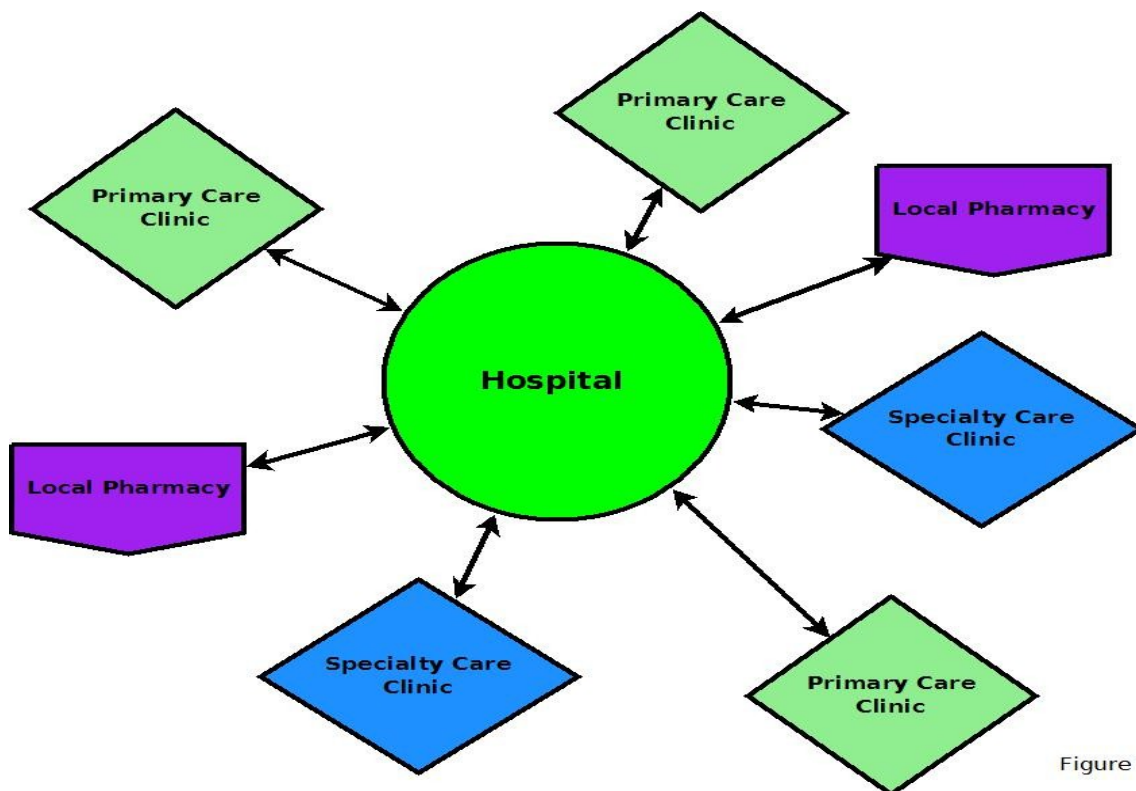 Primary Care
Clinic
Primary Care
Clinic
Local Pharmacy
Hospital
Specialty Care
Clinic
Local Pharmacy
Specialty Care
Clinic
Primary Care
Clinic
Figure